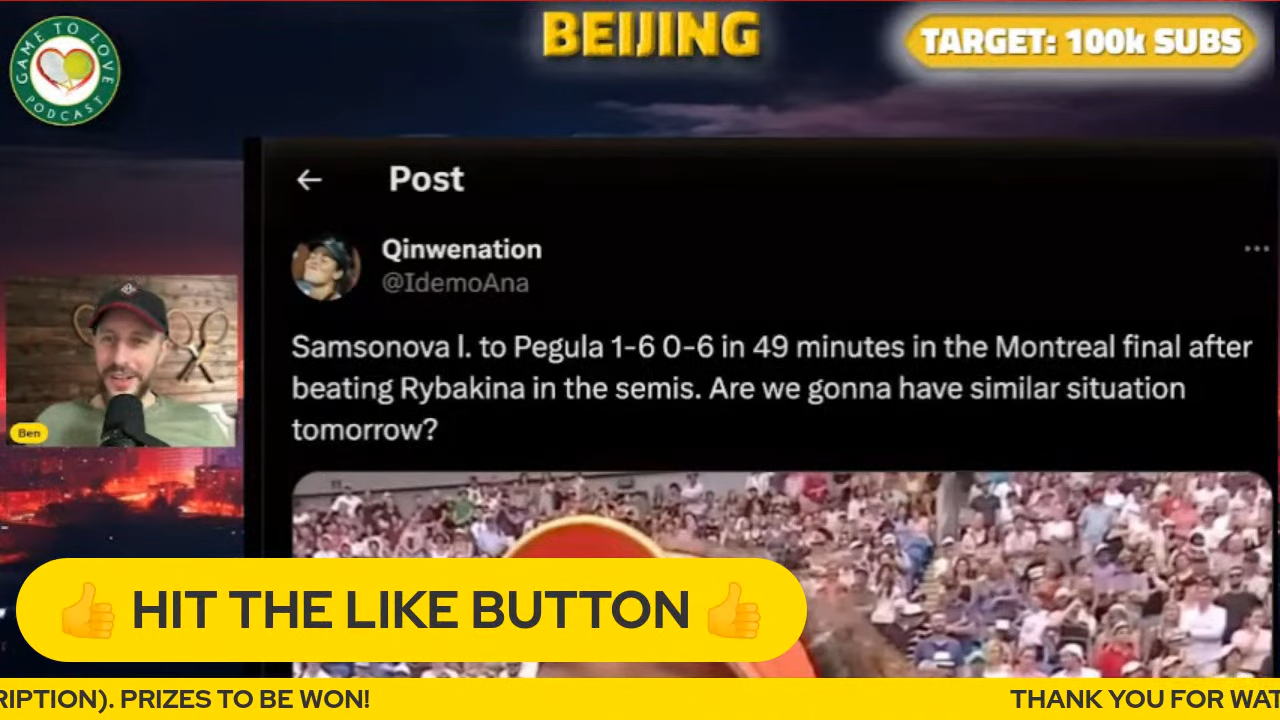 GAME TO LOVE
PODCAST
BEIJING
TARGET: 100k SUBS
Post
Qinwenation
@IdemoAna
Samsonova l. to Pegula 1-6 0-6 in 49 minutes in the Montreal final after
beating Rybakina in the semis. Are we gonna have similar situation
tomorrow?
Ben
👍 HIT THE LIKE BUTTON 👍
RIPTION). PRIZES TO BE WON!
THANK YOU FOR WAT